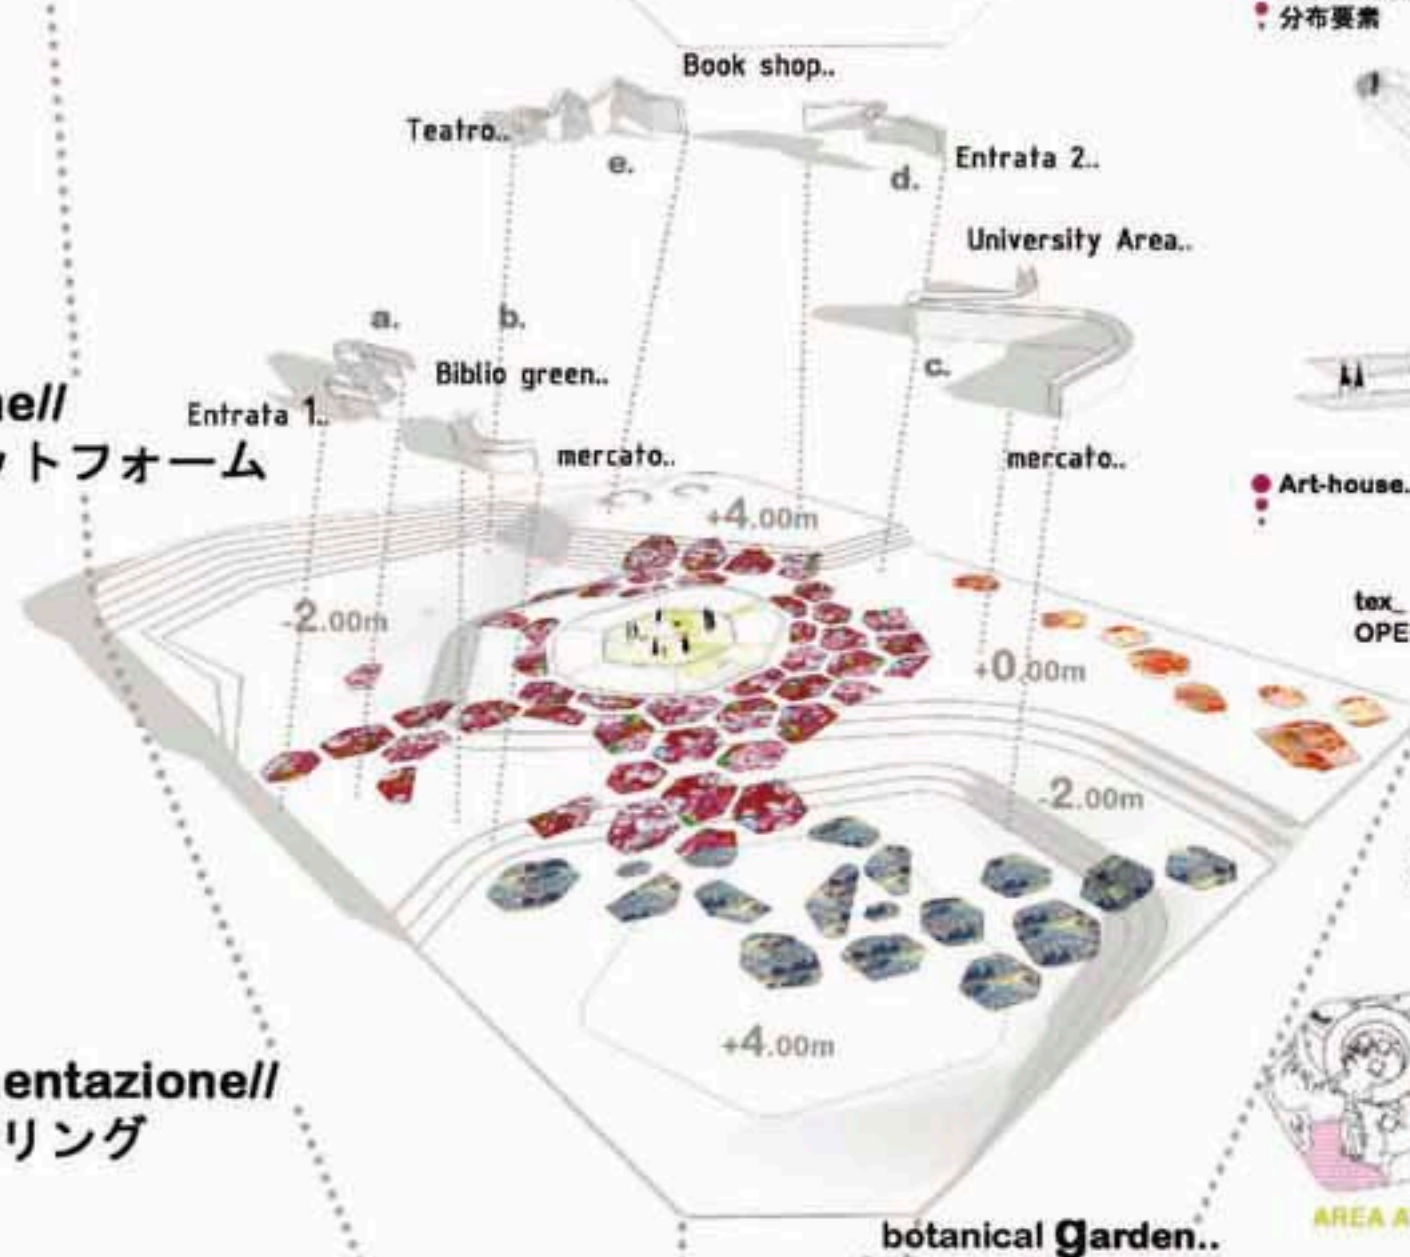 分布要素
Book shop..
Teatro..
e.
d.
Entrata 2..
University Area..
a.
b.
c.
Biblio green..
Entrata 1..
mercato..
mercato..
e//
ットフォーム
Art-house.
+4.00m
-2.00m
+0.00m
-2.00m
+4.00m
tex_
OPE
entazione//
リング
AREA A
botanical garden..